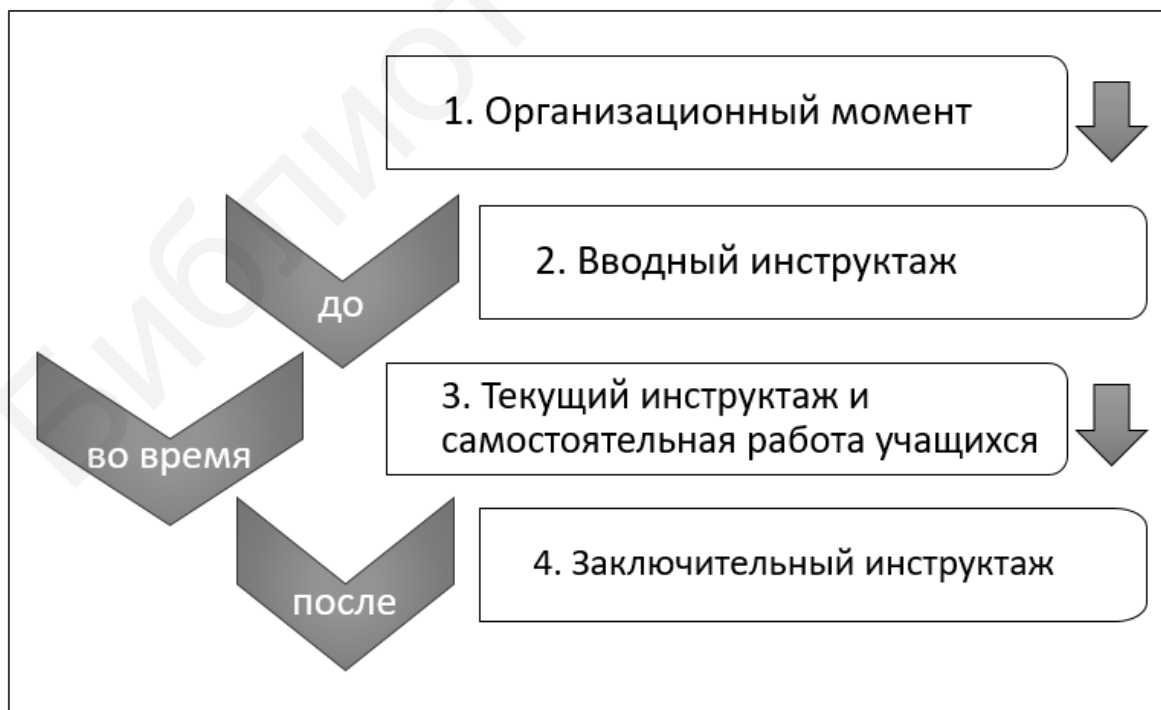 1. Организационный момент
2. Вводный инструктаж
до
3. Текущий инструктаж и
самостоятельная работа учащихся
во время
4. Заключительный инструктаж
после